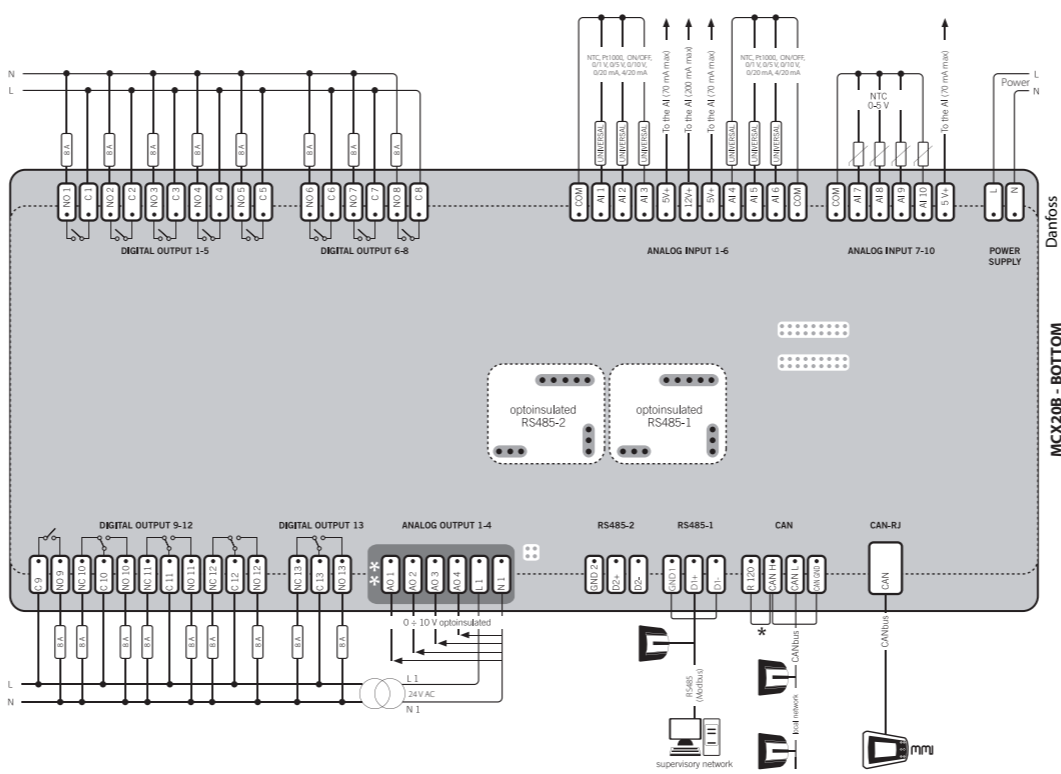 NTC, Pt1000, ON/OFF,
0/1 V, 0/5 V, 0/10 V,
0/20 mA, 4/20 mA
To the AI (70 mA max)
To the AI (200 mA max)
To the AI (70 mA max)
NTC, Pt1000, ON/OFF,
0/1 V, 0/5 V, 0/10 V,
0/20 mA, 4/20 mA
NTC
0-5 V
To the AI (70 mA max)
Power
L
N
N
L
8 A
8 A
8 A
8 A
8 A
8 A
8 A
8 A
UNIVERSAL
UNIVERSAL
UNIVERSAL
UNIVERSAL
UNIVERSAL
UNIVERSAL
NO 1
C 1
NO 2
C 2
NO 3
C 3
NO 4
C 4
NO 5
C 5
NO 6
C 6
NO 7
C 7
NO 8
C 8
COM
AI 1
AI 2
AI 3
5V+
12V+
5V+
AI 4
AI 5
AI 6
COM
COM
AI 7
AI 8
AI 9
AI 10
5 V+
L
N
DIGITAL OUTPUT 1-5
DIGITAL OUTPUT 6-8
ANALOG INPUT 1-6
ANALOG INPUT 7-10
POWER
SUPPLY
Danfoss
MCX20B - BOTTOM
optoinsulated
RS485-2
optoinsulated
RS485-1
DIGITAL OUTPUT 9-12
DIGITAL OUTPUT 13
ANALOG OUTPUT 1-4
RS485-2
RS485-1
CAN
CAN-RJ
C 9
NO 9
NC 10
C 10
NO 10
NC 11
C 11
NO 11
NC 12
C 12
NO 12
NC 13
C 13
NO 13
**
AO 1
AO 2
AO 3
AO 4
L 1
N 1
GND 2
D2+
D2-
GND 1
D1+
D1-
R 120
CAN H
CAN L
CAN GND
CAN
0 ÷ 10 V optoinsulated
8 A
8 A
8 A
8 A
8 A
8 A
8 A
8 A
8 A
*
L
N
L 1
24 V AC
N 1
RS485
(Modbus)
CANbus
CANbus
local network
supervisory network
mmi